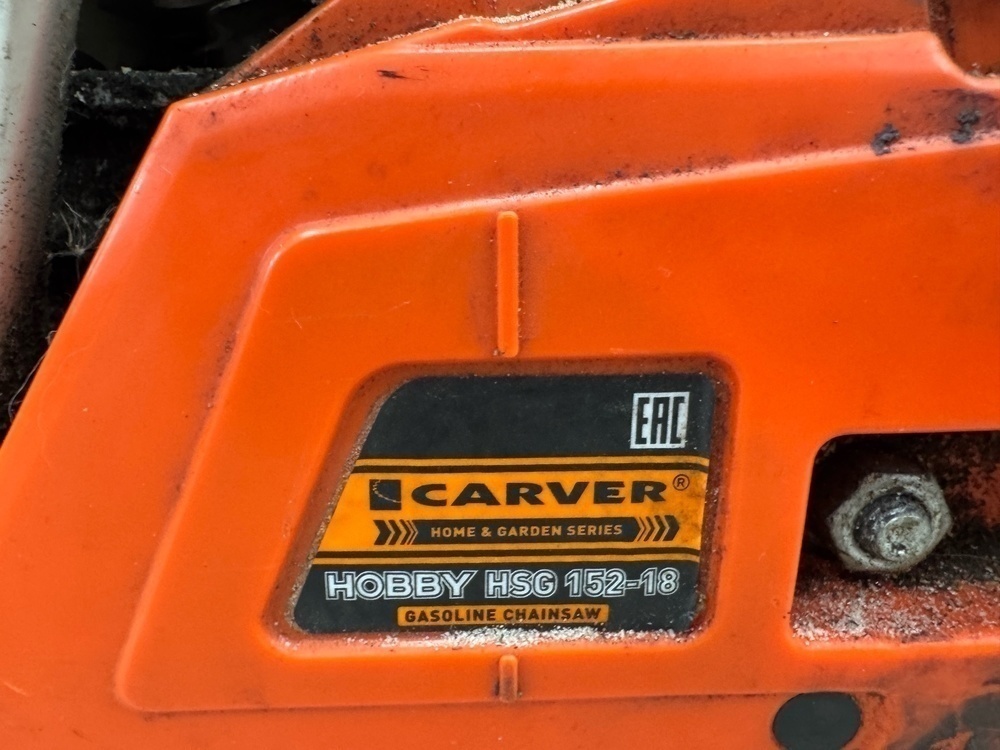 EAC
CARVER®
HOME & GARDEN SERIES
HOBBY HSG 152-18
GASOLINE CHAINSAW